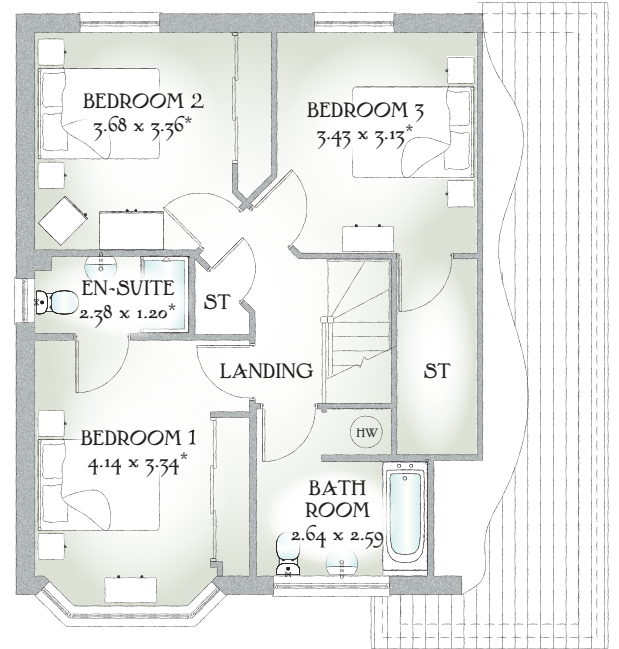 BEDROOM 2
3.68 x 3.36*
BEDROOM 3
3.43 x 3.13*
EN-SUITE
2.38 x 1.20*
ST
LANDING
ST
HW
BEDROOM 1
4.14 x 3.34*
BATH
ROOM
2.64 x 2.59